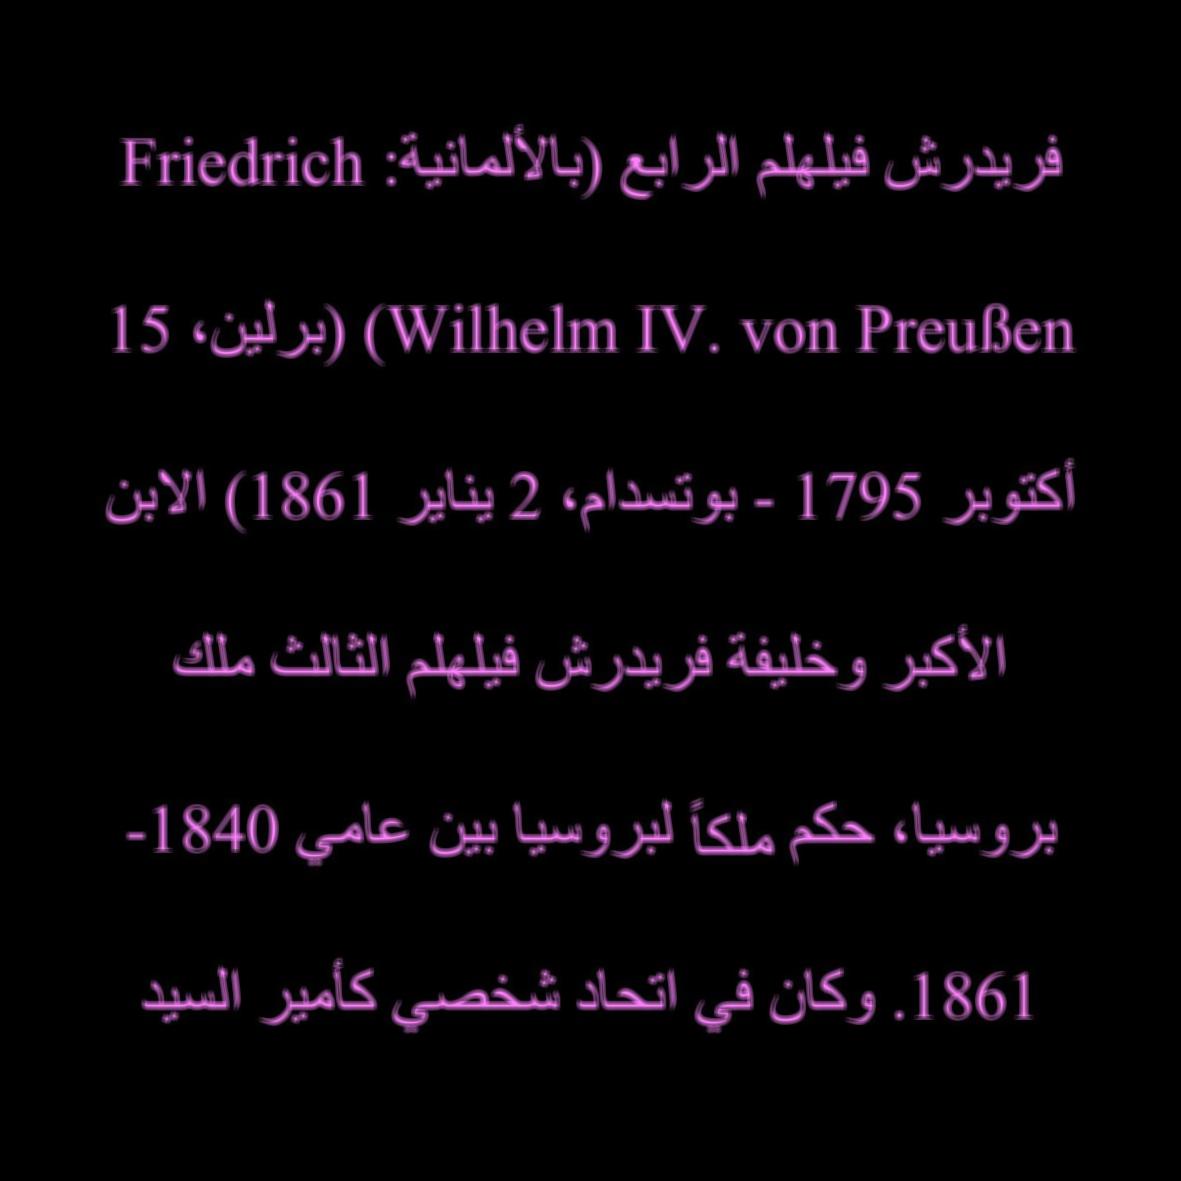 فريدرش فيلهلم الرابع (بالألمانية: Friedrich
Wilhelm IV. von Preußen) (برلين، 15
أكتوبر 1795 - بوتسدام، 2 يناير 1861) الابن
الأكبر وخليفة فريدرش فيلهلم الثالث ملك
بروسيا، حكم ملكاً لبروسيا بين عامي 1840-
1861. وكان في اتحاد شخصي كأمير السيد